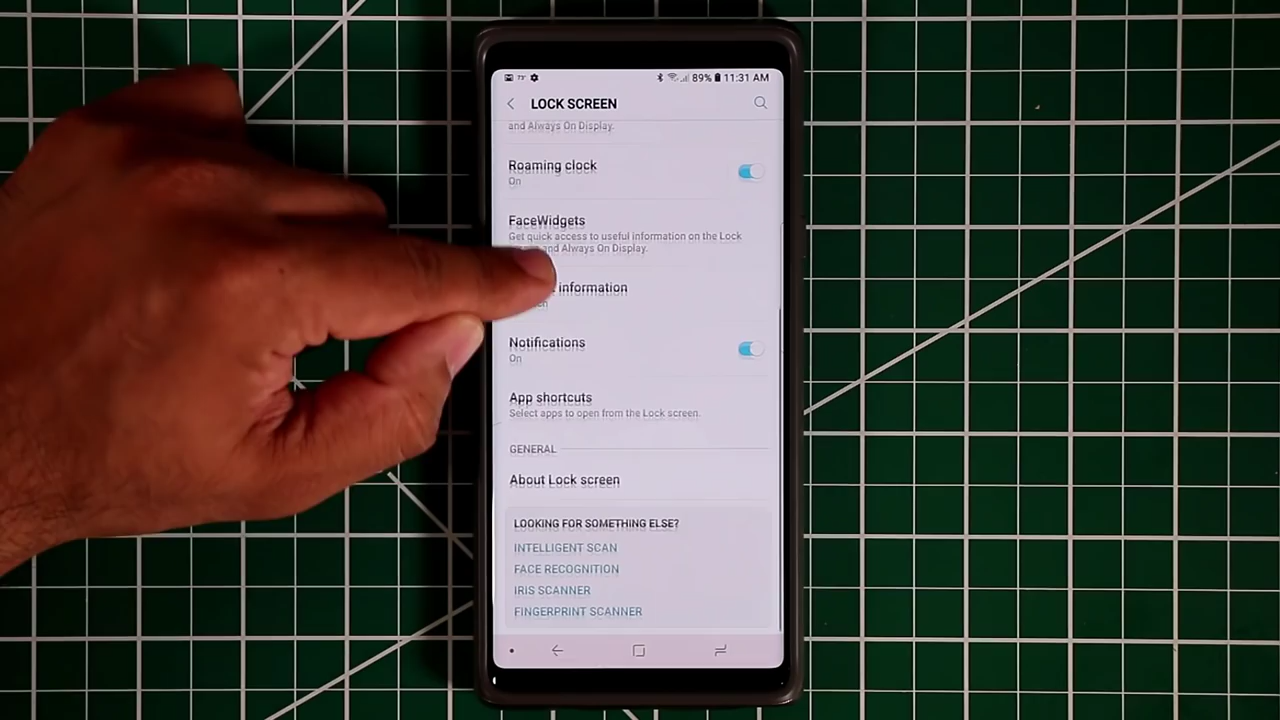 73° 89% 11:31 AM
LOCK SCREEN
and Always On Display.
Roaming clock
On
FaceWidgets
Get quick access to useful information on the Lock
and Always On Display.
information
Notifications
On
App shortcuts
Select apps to open from the Lock screen.
GENERAL
About Lock screen
LOOKING FOR SOMETHING ELSE?
INTELLIGENT SCAN
FACE RECOGNITION
IRIS SCANNER
FINGERPRINT SCANNER